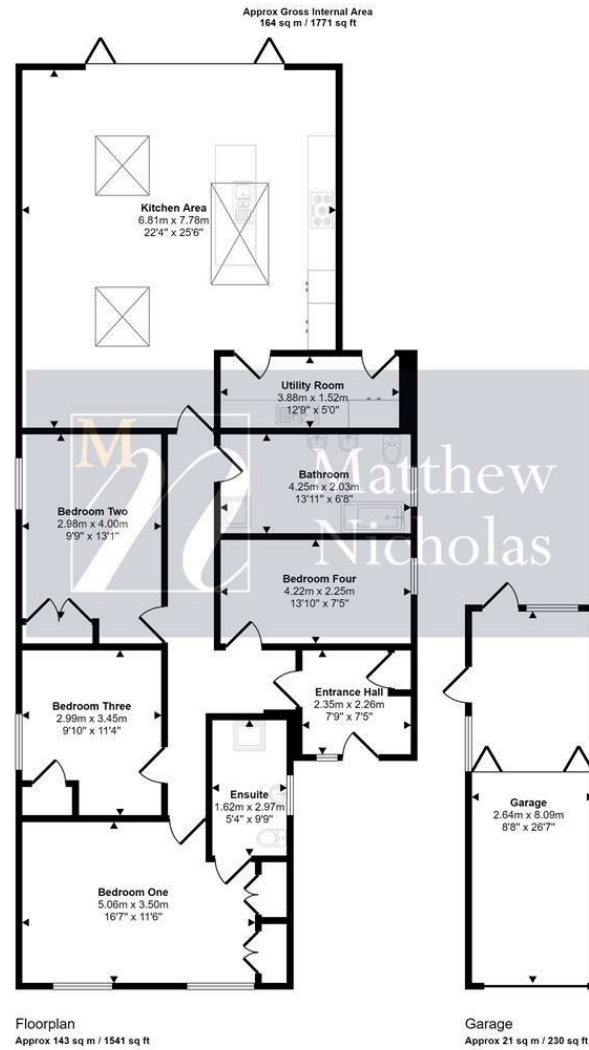 Approx Gross Internal Area
164 sq m / 1771 sq ft
Kitchen Area
6.81m x 7.78m
22'4" x 25'6"
Utility Room
3.88m x 1.52m
12'9" x 5'0"
M
n
Matthew
Nicholas
Bathroom
4.25m x 2.03m
13'11" x 6'8"
Bedroom Two
2.98m x 4.00m
9'9" x 13'1"
Bedroom Four
4.22m x 2.25m
13'10" x 7'5"
Entrance Hall
2.35m x 2.26m
7'9" x 7'5"
Bedroom Three
2.99m x 3.45m
9'10" x 11'4"
Ensuite
1.62m x 2.97m
5'4" x 9'9"
Garage
2.64m x 8.09m
8'8" x 26'7"
Bedroom One
5.06m x 3.50m
16'7" x 11'6"
Floorplan
Approx 143 sq m / 1541 sq ft
Garage
Approx 21 sq m / 230 sq ft